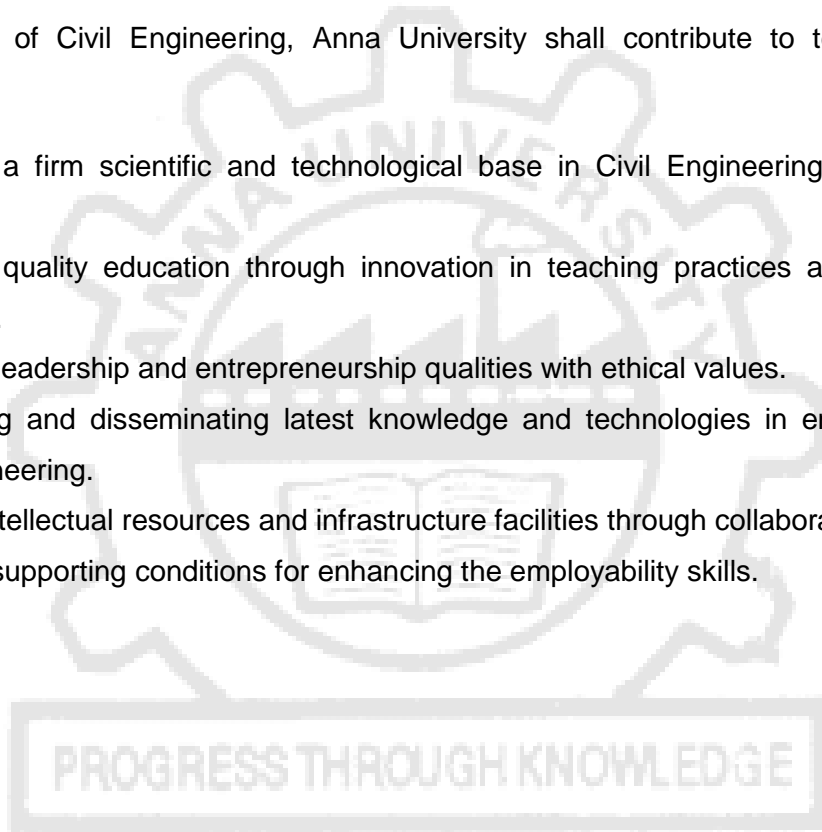 of Civil Engineering, Anna University shall contribute to t
a firm scientific and technological base in Civil Engineering
quality education through innovation in teaching practices a
eadership and entrepreneurship qualities with ethical values.
g and disseminating latest knowledge and technologies in e
neering.
tellectual resources and infrastructure facilities through collabora
supporting conditions for enhancing the employability skills.
ANNA UNIVERSITY
PROGRESS THROUGH KNOWLEDGE